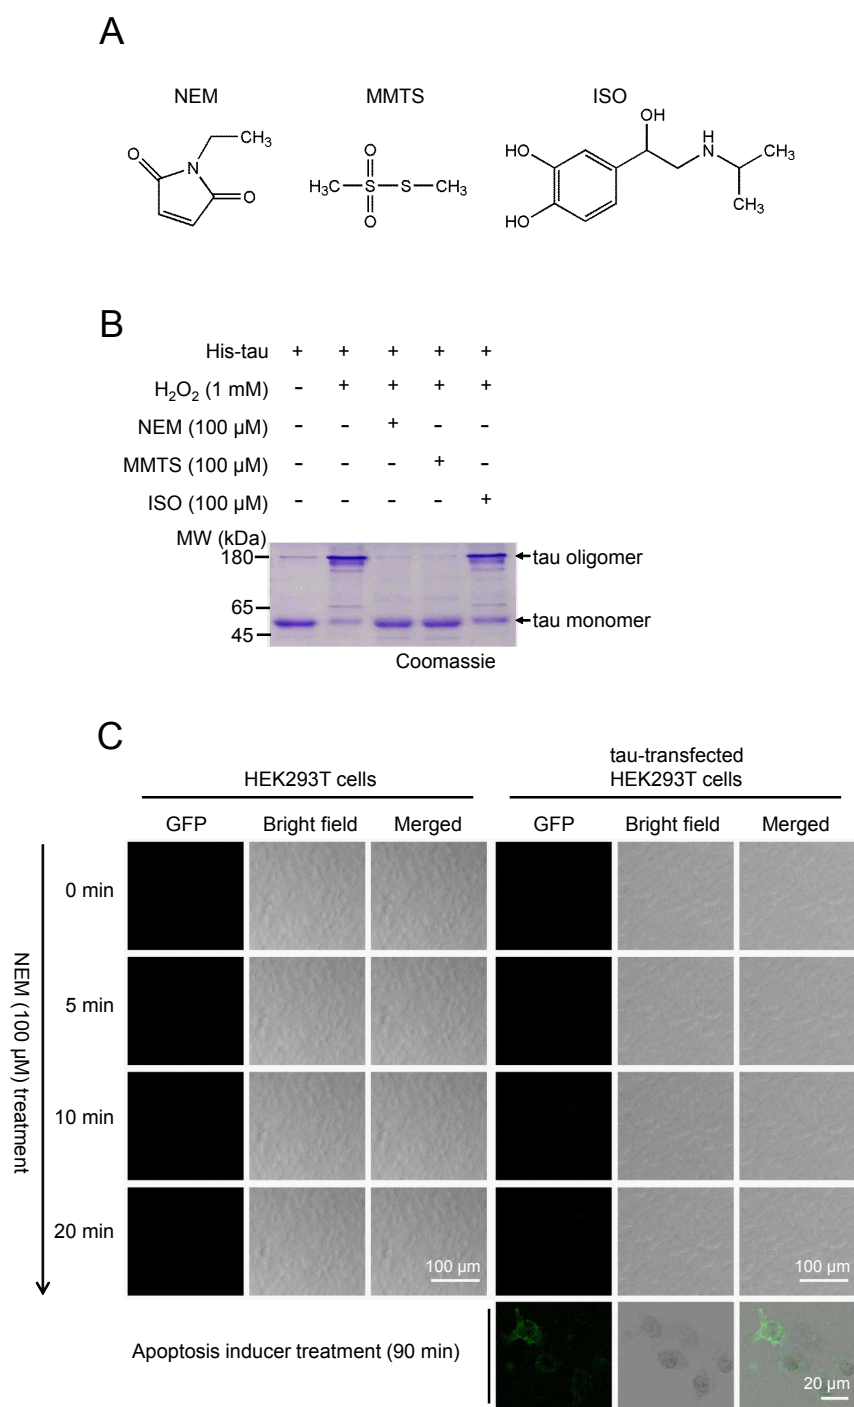 A
NEM
MMTS
ISO
O
N
CH₃
O
H₃C
S
S
CH₃
O
O
OH
HO
HO
H
N
CH₃
CH₃
B
His-tau + + + + +
H₂O₂ (1 mM) - + + + +
NEM (100 µM) - - + - -
MMTS (100 µM) - - - + -
ISO (100 µM) - - - - +
MW (kDa)
180
tau oligomer
65
45
tau monomer
Coomassie
C
HEK293T cells
tau-transfected
HEK293T cells
GFP Bright field Merged GFP Bright field Merged
NEM (100 µM) treatment
0 min
5 min
10 min
20 min
100 µm
100 µm
Apoptosis inducer treatment (90 min)
20 µm